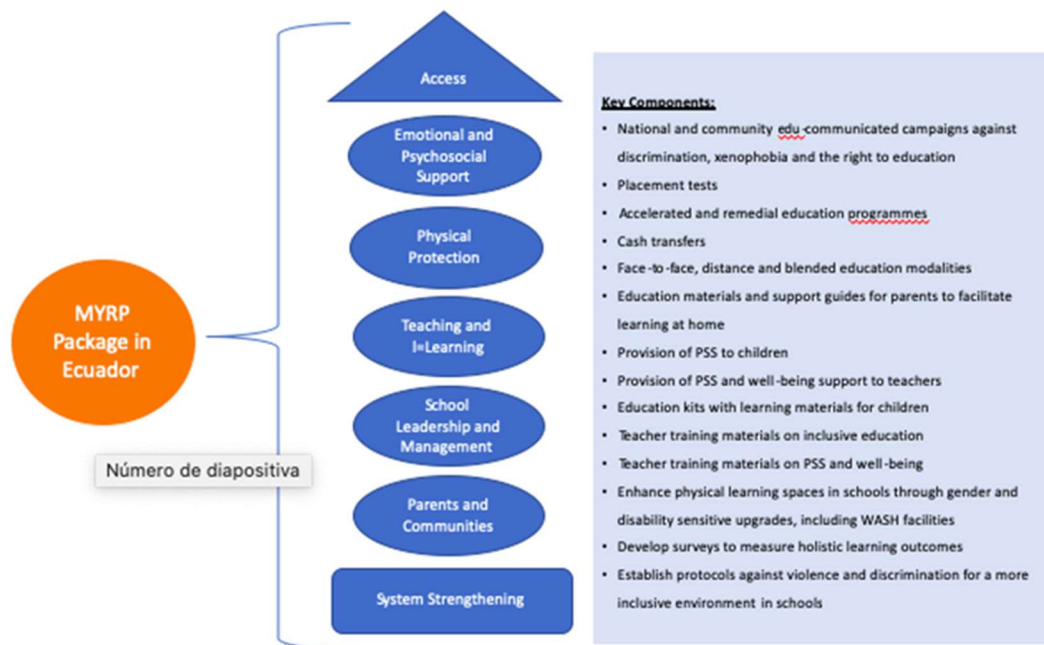 MYRP
Package in
Ecuador
Número de diapositiva
Access
Emotional and
Psychosocial
Support
Physical
Protection
Teaching and
l=Learning
School
Leadership and
Management
Parents and
Communities
System Strengthening
Key Components:
• National and community edu-communicated campaigns against
discrimination, xenophobia and the right to education
• Placement tests
• Accelerated and remedial education programmes
• Cash transfers
• Face-to-face, distance and blended education modalities
• Education materials and support guides for parents to facilitate
learning at home
• Provision of PSS to children
• Provision of PSS and well-being support to teachers
• Education kits with learning materials for children
• Teacher training materials on inclusive education
• Teacher training materials on PSS and well-being
• Enhance physical learning spaces in schools through gender and
disability sensitive upgrades, including WASH facilities
• Develop surveys to measure holistic learning outcomes
• Establish protocols against violence and discrimination for a more
inclusive environment in schools